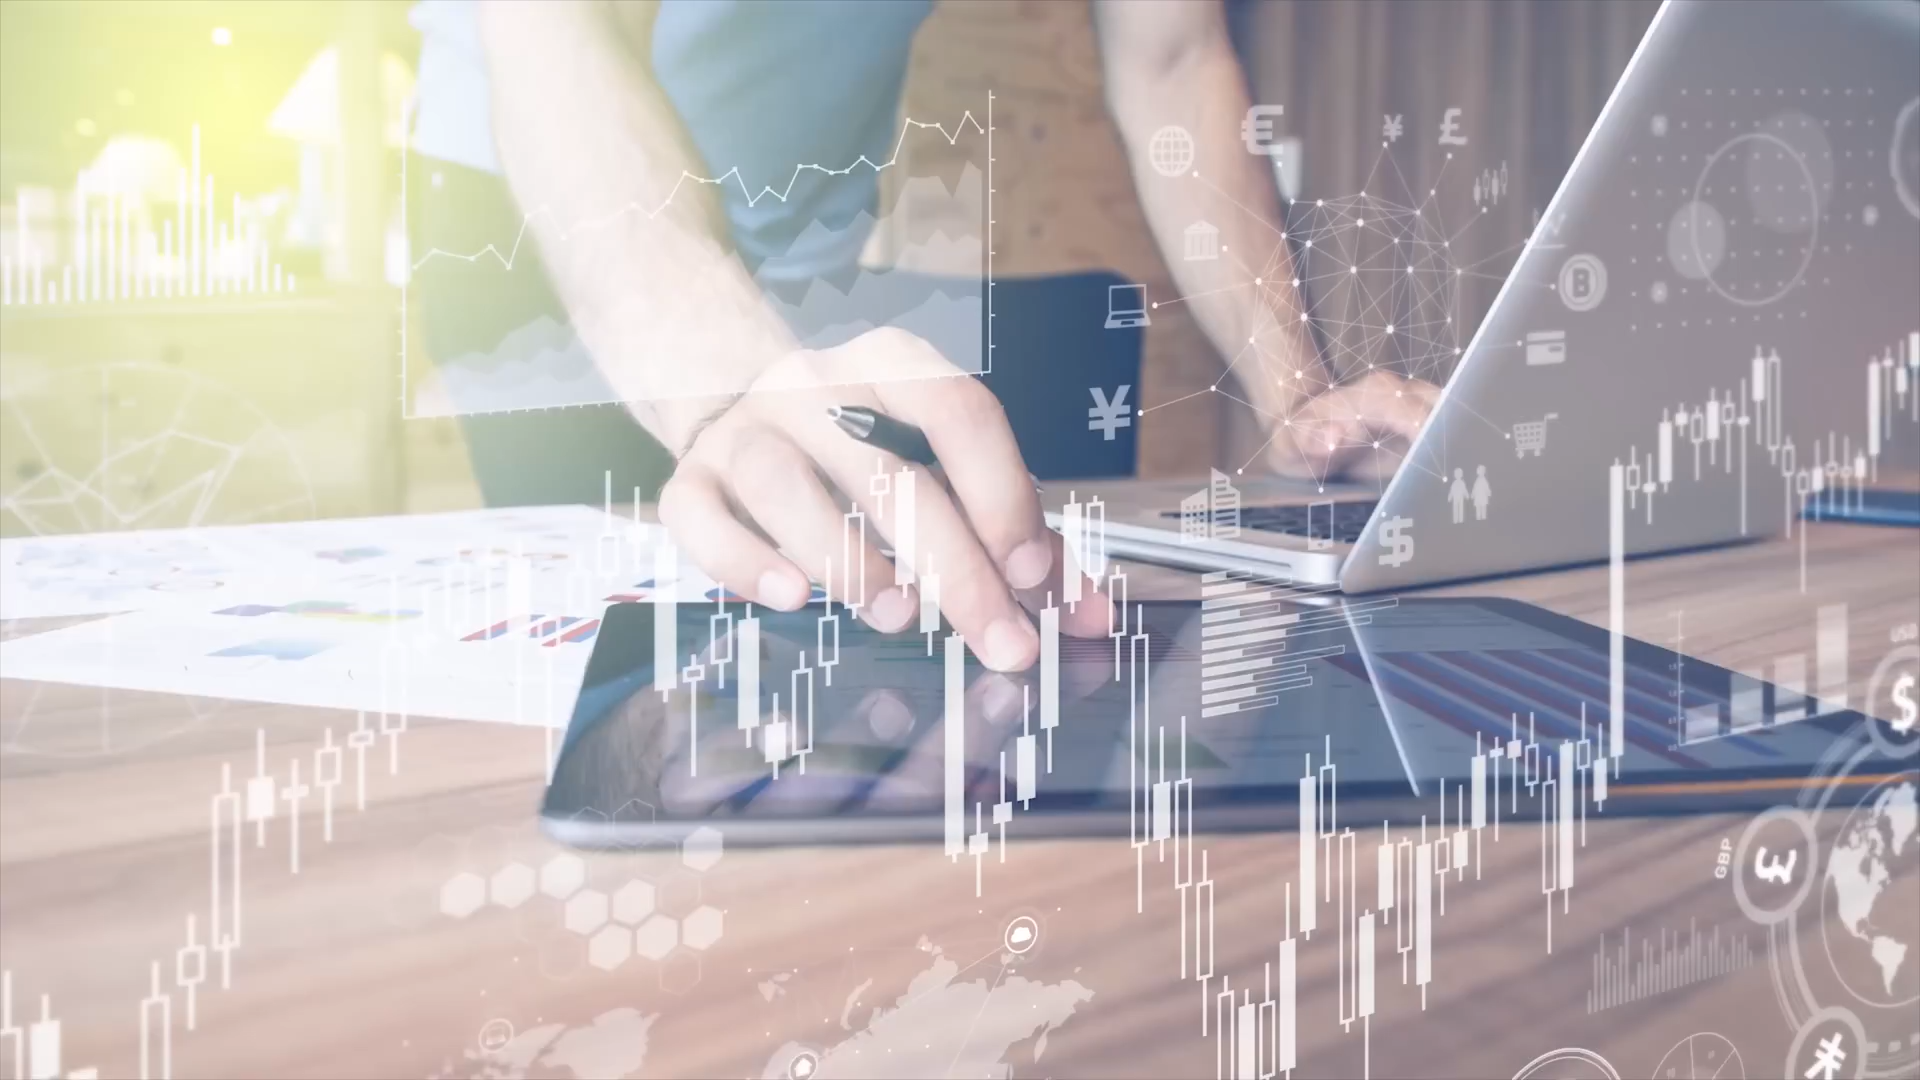 €
¥
£
B
¥
$
USD
$
GBP
£
¥